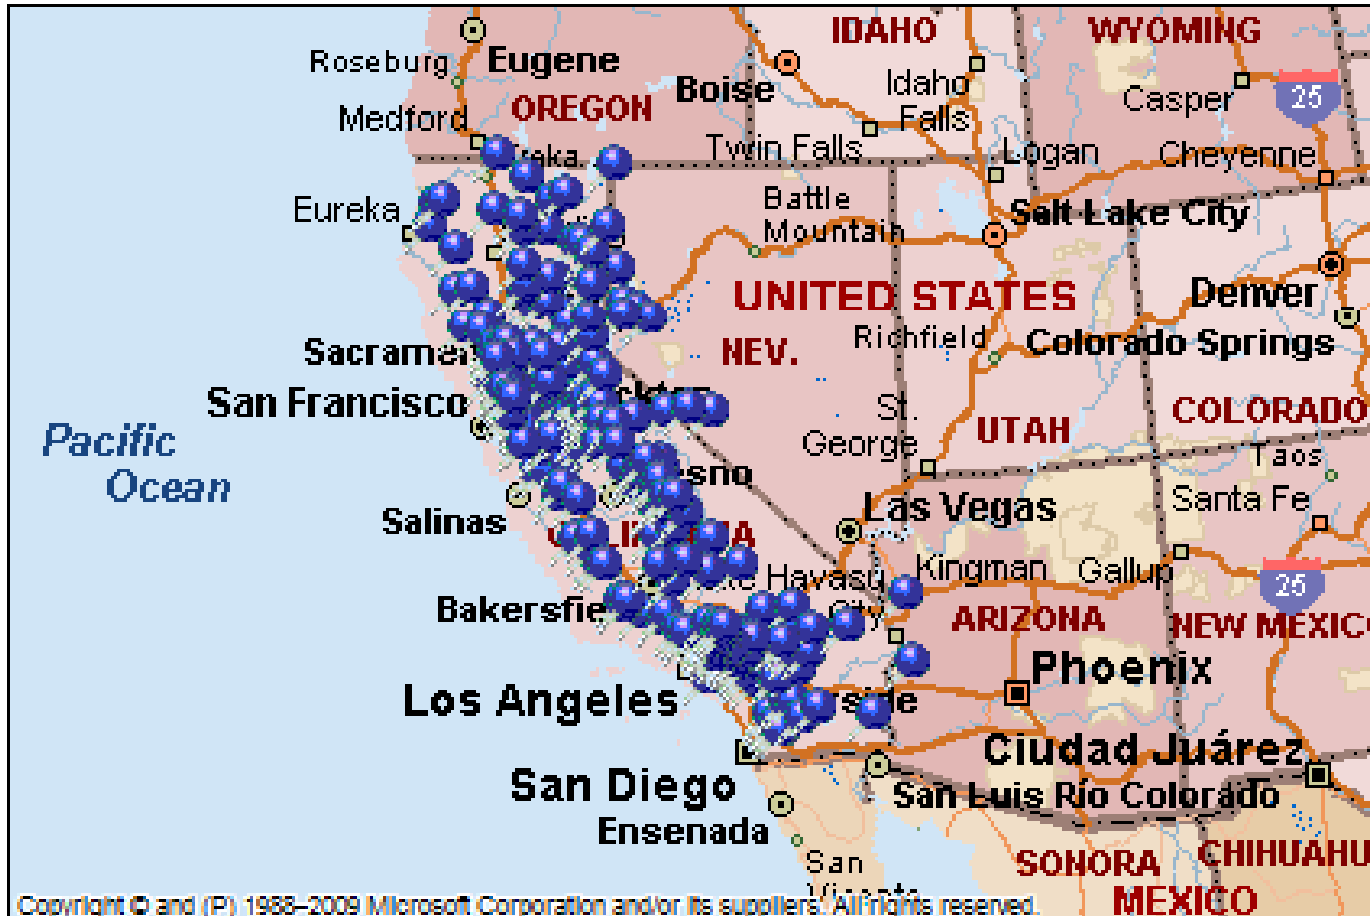 IDAHO
WYOMING
Roseburg
Eugene
Boise
Idaho
Falls
Casper
25
Medford
OREGON
Twin Falls
Logan
Cheyenne
Eureka
Battle
Mountain
Salt Lake City
UNITED STATES
Denver
NEV.
Richfield
Colorado Springs
San Francisco
St.
George
UTAH
COLORADO
Pacific
Ocean
Taos
Las Vegas
Santa Fe
Salinas
Havasu
City
Kingman
Gallup
25
ARIZONA
NEW MEXIC
Los Angeles
Phoenix
San Diego
Ciudad Juárez
San Luis Río Colorado
Ensenada
San
SONORA
CHIHUAHU
MEXICO
Copyright © and (P) 1988–2009 Microsoft Corporation and/or its suppliers. All rights reserved.